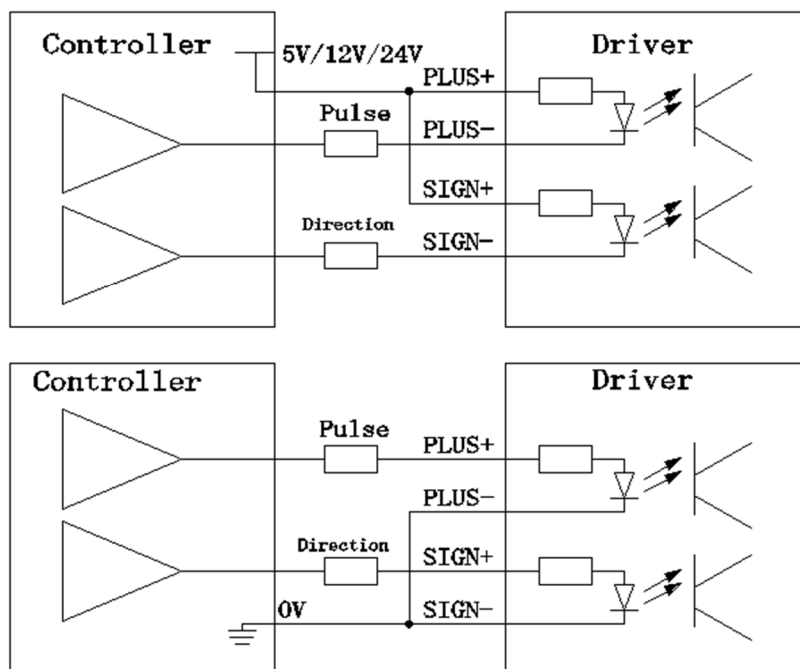 Controller
Driver
5V/12V/24V
PLUS+
Pulse
PLUS-
SIGN+
Direction
SIGN-
Controller
Driver
Pulse
PLUS+
PLUS-
Direction
SIGN+
0V
SIGN-